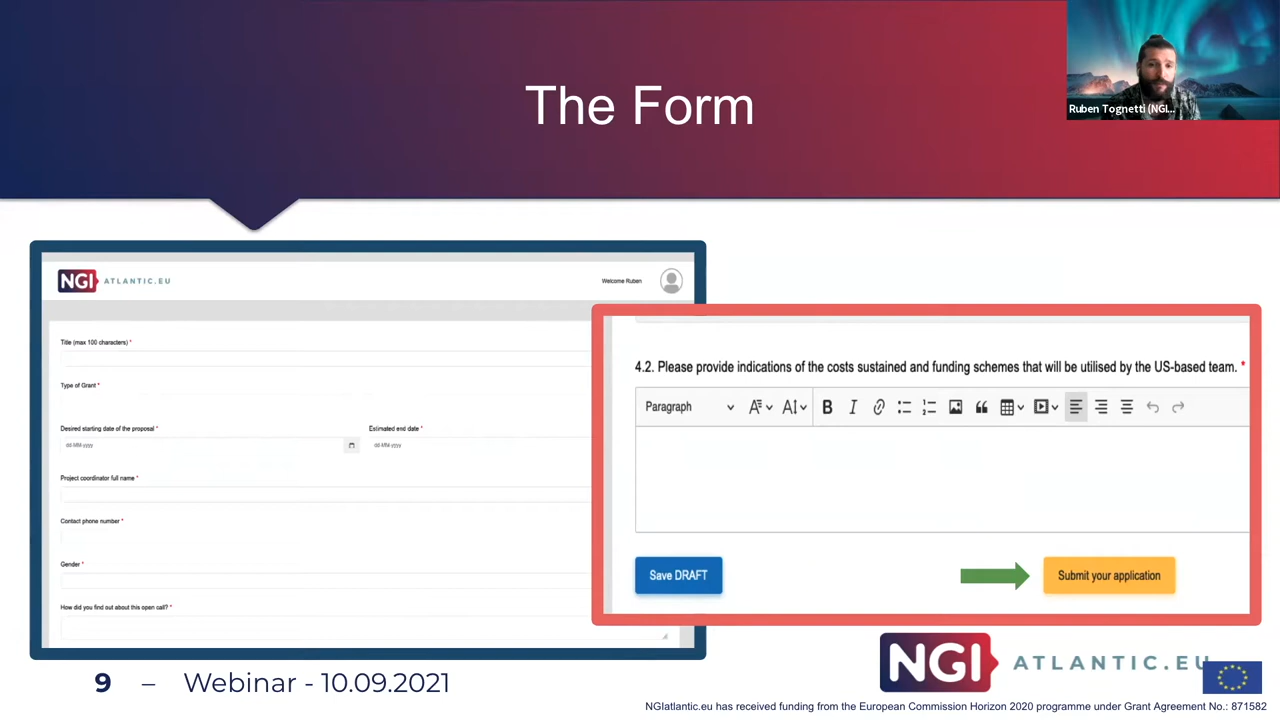 The Form
Ruben Tognetti (NGI...
NGI ATLANTIC.EU
Welcome Ruben
Title (max 100 characters) *
Type of Grant *
Desired starting date of the proposal * Estimated end date *
dd-MM-yyyy dd-MM-yyyy
Project coordinator full name *
Contact phone number *
Gender *
How did you find out about this open call? *
4.2. Please provide indications of the costs sustained and funding schemes that will be utilised by the US-based team. *
Paragraph
Save DRAFT
Submit your application
9 – Webinar - 10.09.2021
NGI ATLANTIC.EU
NGIatlantic.eu has received funding from the European Commission Horizon 2020 programme under Grant Agreement No.: 871582